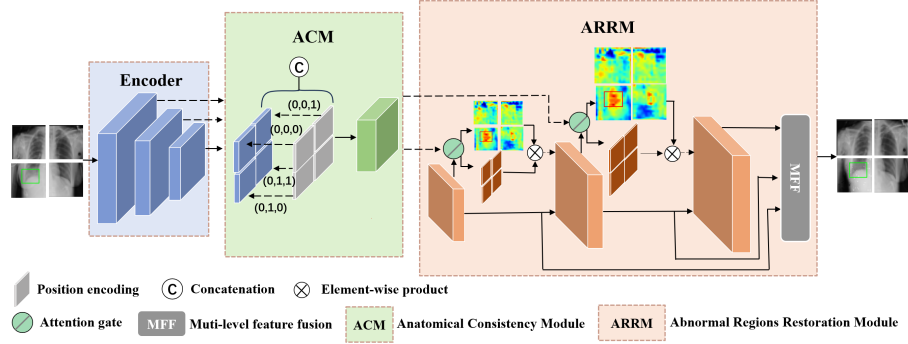 ACM
ARRM
Encoder
C
(0,0,1)
(0,0,0)
(0,1,1)
(0,1,0)
MFF
Position encoding
C Concatenation
Element-wise product
Attention gate
MFF Muti-level feature fusion
ACM Anatomical Consistency Module
ARRM Abnormal Regions Restoration Module